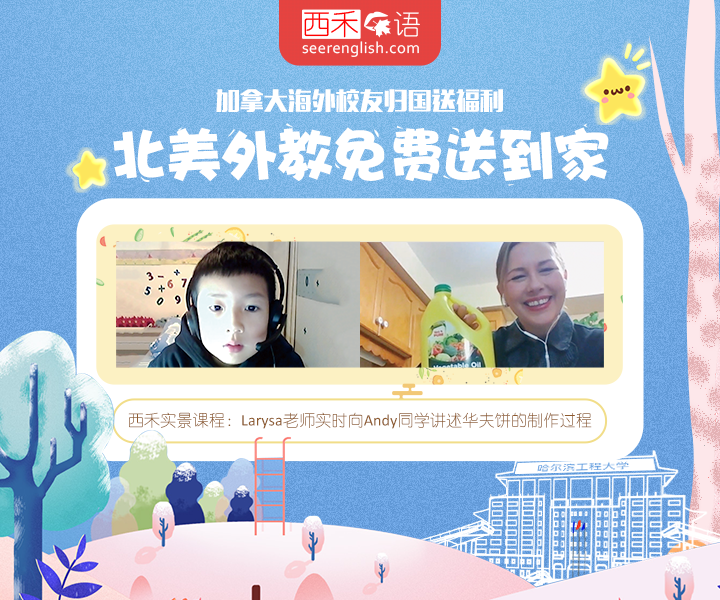 西禾语
seerenglish.com
加拿大海外校友归国送福利
北美外教免费送到家
Vegetable Oil
西禾实景课程：Larysa老师实时向Andy同学讲述华夫饼的制作过程
哈尔滨工程大学